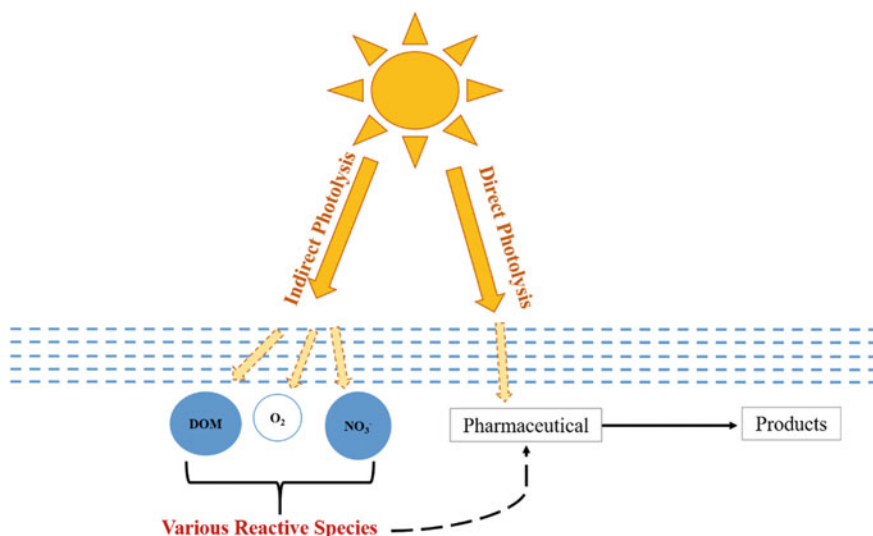 Indirect Photolysis
Direct Photolysis
DOM
O₂
NO₃⁻
Pharmaceutical
Products
Various Reactive Species